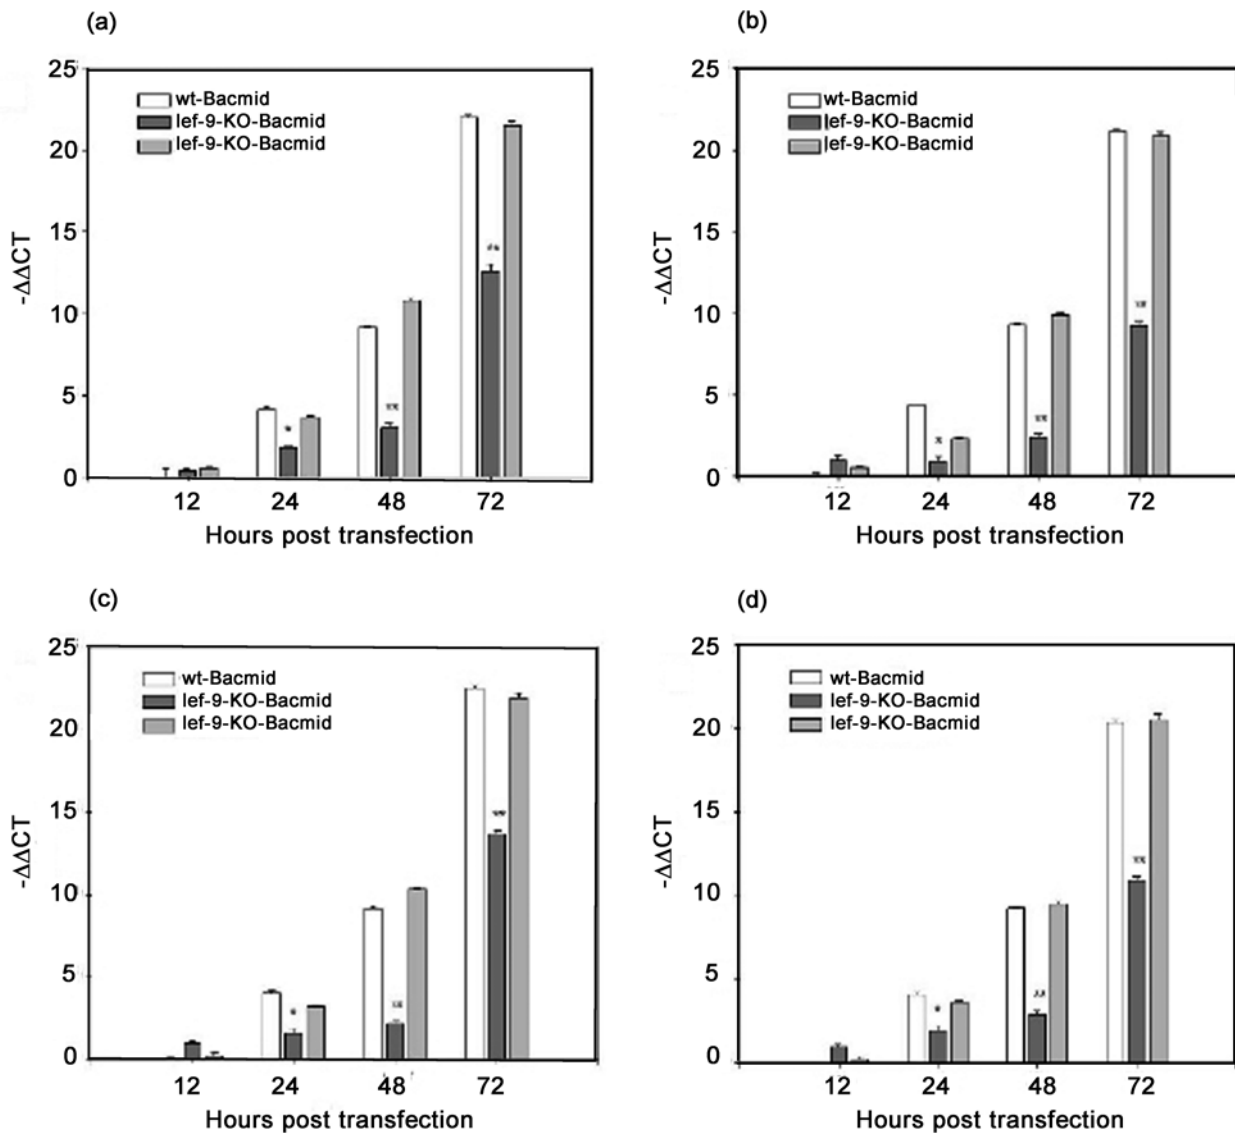 (a)
25
20
15
10
5
0
-ΔΔCT
wt-Bacmid
lef-9-KO-Bacmid
lef-9-KO-Bacmid
*
**
12 24 48 72
Hours post transfection
(b)
25
20
15
10
5
0
-ΔΔCT
wt-Bacmid
lef-9-KO-Bacmid
lef-9-KO-Bacmid
12 24 48 72
Hours post transfection
(c)
25
20
15
10
5
0
-ΔΔCT
wt-Bacmid
lef-9-KO-Bacmid
lef-9-KO-Bacmid
12 24 48 72
Hours post transfection
(d)
25
20
15
10
5
0
-ΔΔCT
wt-Bacmid
lef-9-KO-Bacmid
lef-9-KO-Bacmid
12 24 48 72
Hours post transfection